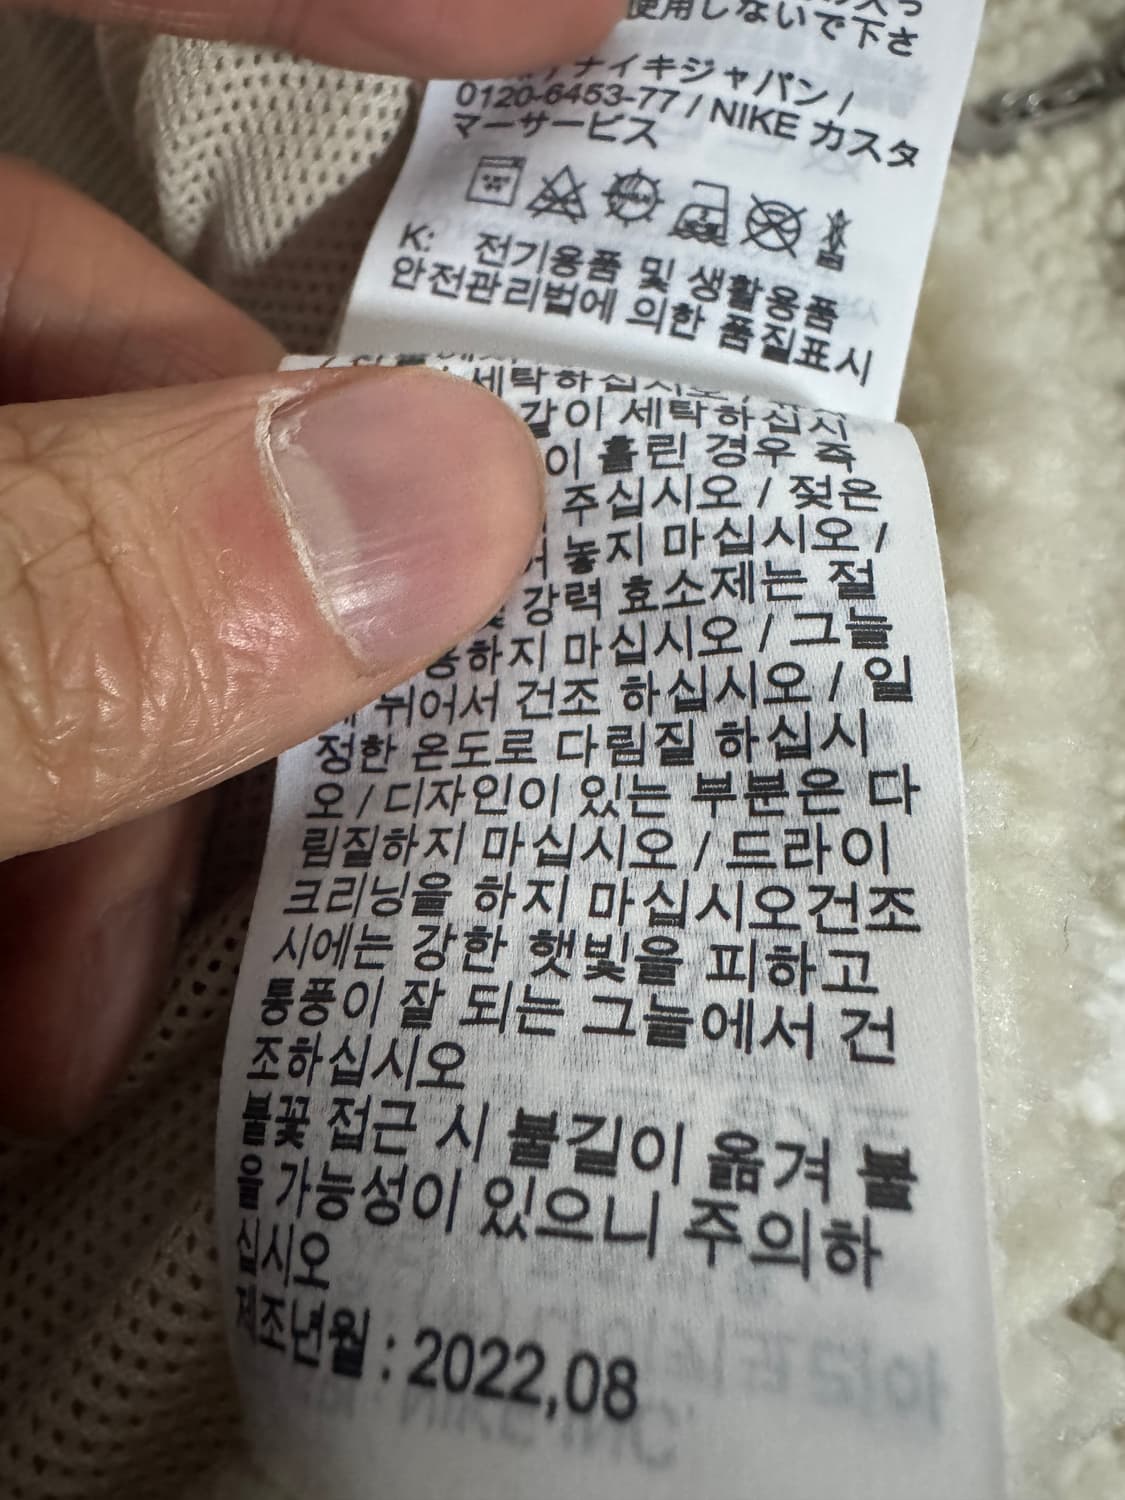 使用しないで下さ
ナイキジャパン /
0120-6453-77 / NIKE カスタ
マーサービス
K: 전기용품 및 생활용품
안전관리법에 의한 품질표시
세탁하십시오 /
같이 세탁하십시
이 흘린 경우 즉
주십시오 / 젖은
놓지 마십시오 /
강력 효소제는 절
용하지 마십시오 / 그늘
뉘어서 건조 하십시오 / 일
정한 온도로 다림질 하십시
오 / 디자인이 있는 부분은 다
림질하지 마십시오 / 드라이
크리닝을 하지 마십시오건조
시에는 강한 햇빛을 피하고
통풍이 잘 되는 그늘에서 건
조하십시오
불꽃 접근 시 불길이 옮겨 붙
을 가능성이 있으니 주의하
십시오
제조년월 : 2022,08